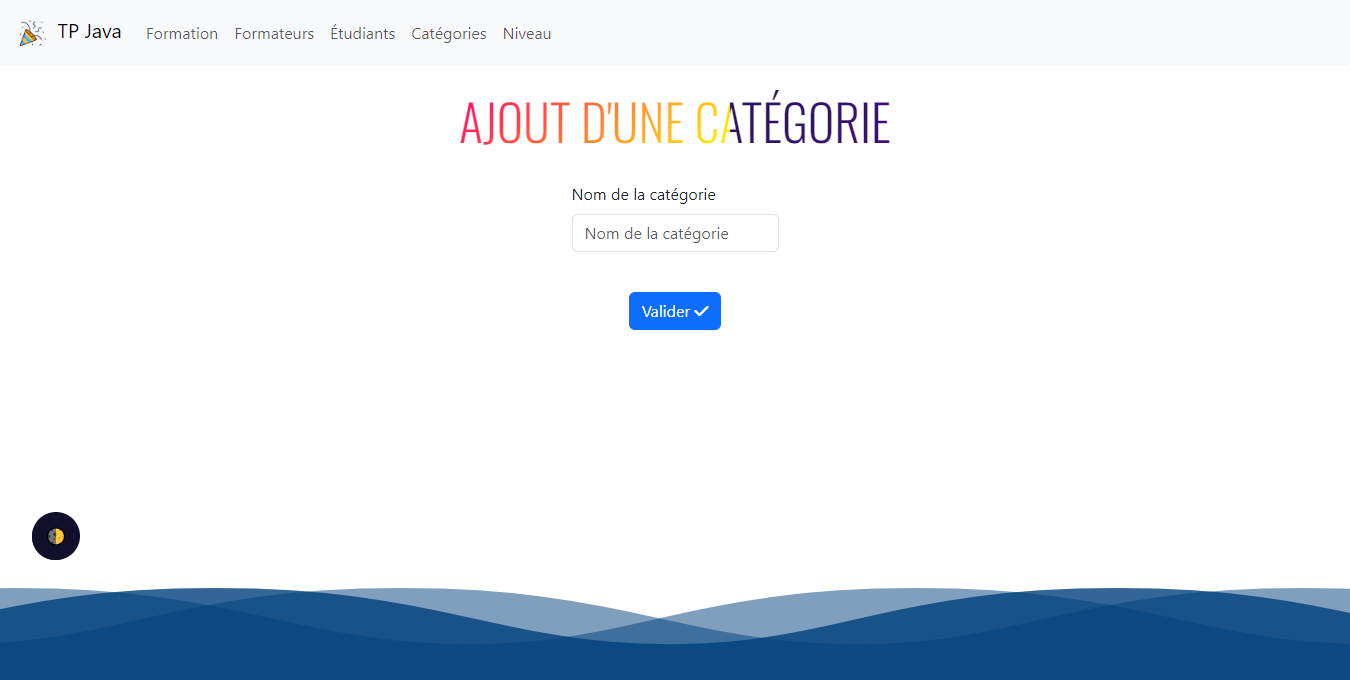 TP Java Formation Formateurs Étudiants Catégories Niveau
AJOUT D'UNE CATÉGORIE
Nom de la catégorie
Nom de la catégorie
Valider